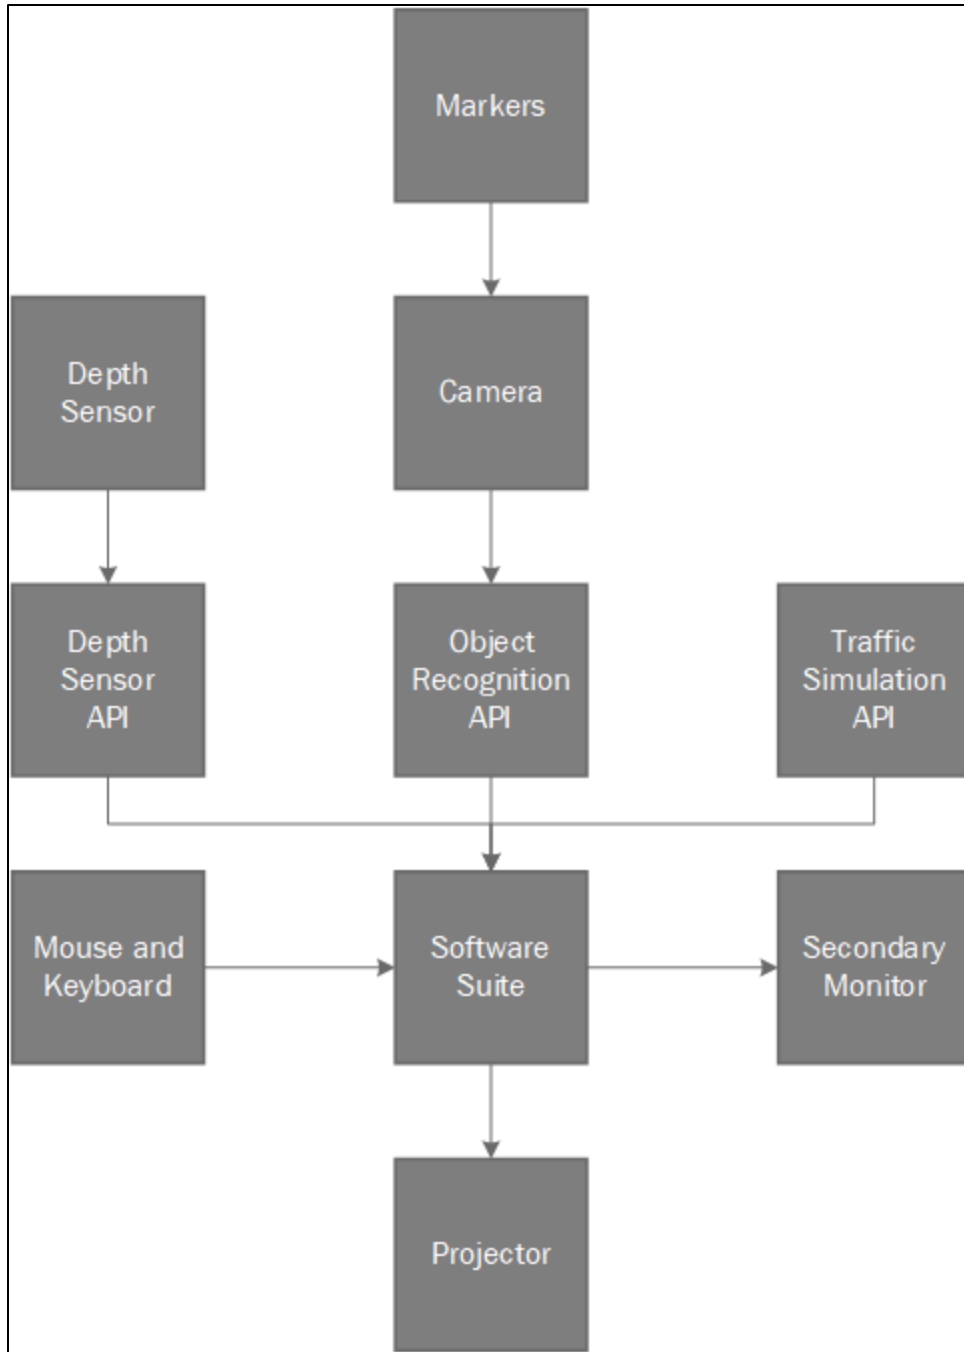 Markers
Depth
Sensor
Camera
Depth
Sensor
API
Object
Recognition
API
Traffic
Simulation
API
Mouse and
Keyboard
Software
Suite
Secondary
Monitor
Projector